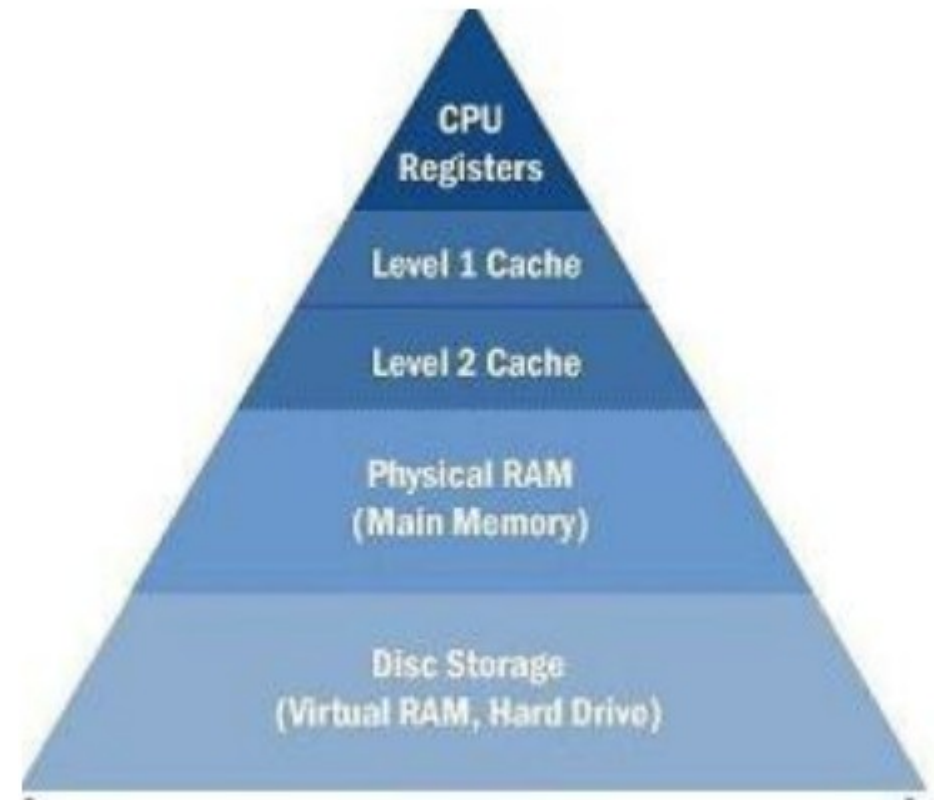 CPU
Registers
Level 1 Cache
Level 2 Cache
Physical RAM
(Main Memory)
Disc Storage
(Virtual RAM, Hard Drive)